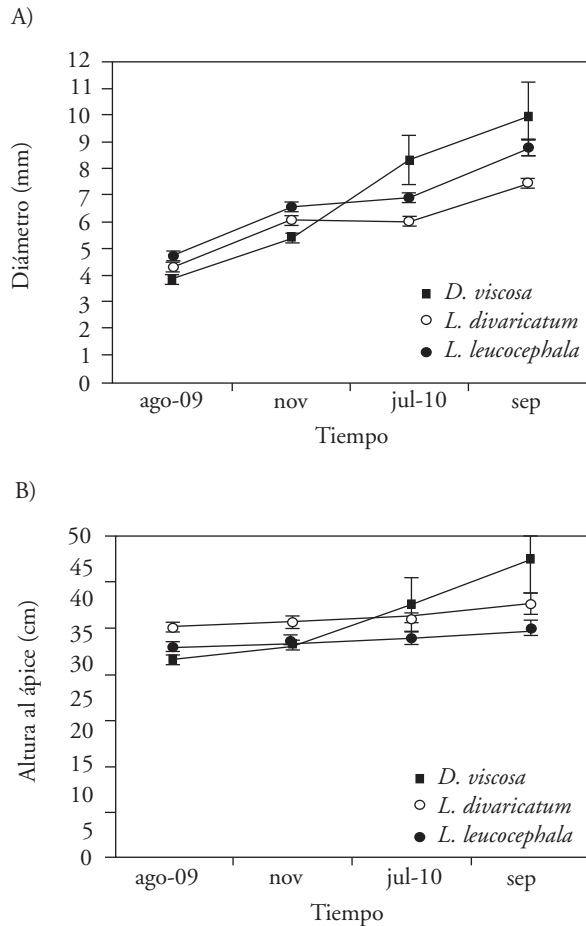 A)
12
11
10
9
8
7
6
5
4
3
2
1
0
Diámetro (mm)
D. viscosa
L. divaricatum
L. leucocephala
ago-09 nov jul-10 sep
Tiempo
B)
50
45
40
35
30
25
20
15
10
5
0
Altura al ápice (cm)
D. viscosa
L. divaricatum
L. leucocephala
ago-09 nov jul-10 sep
Tiempo